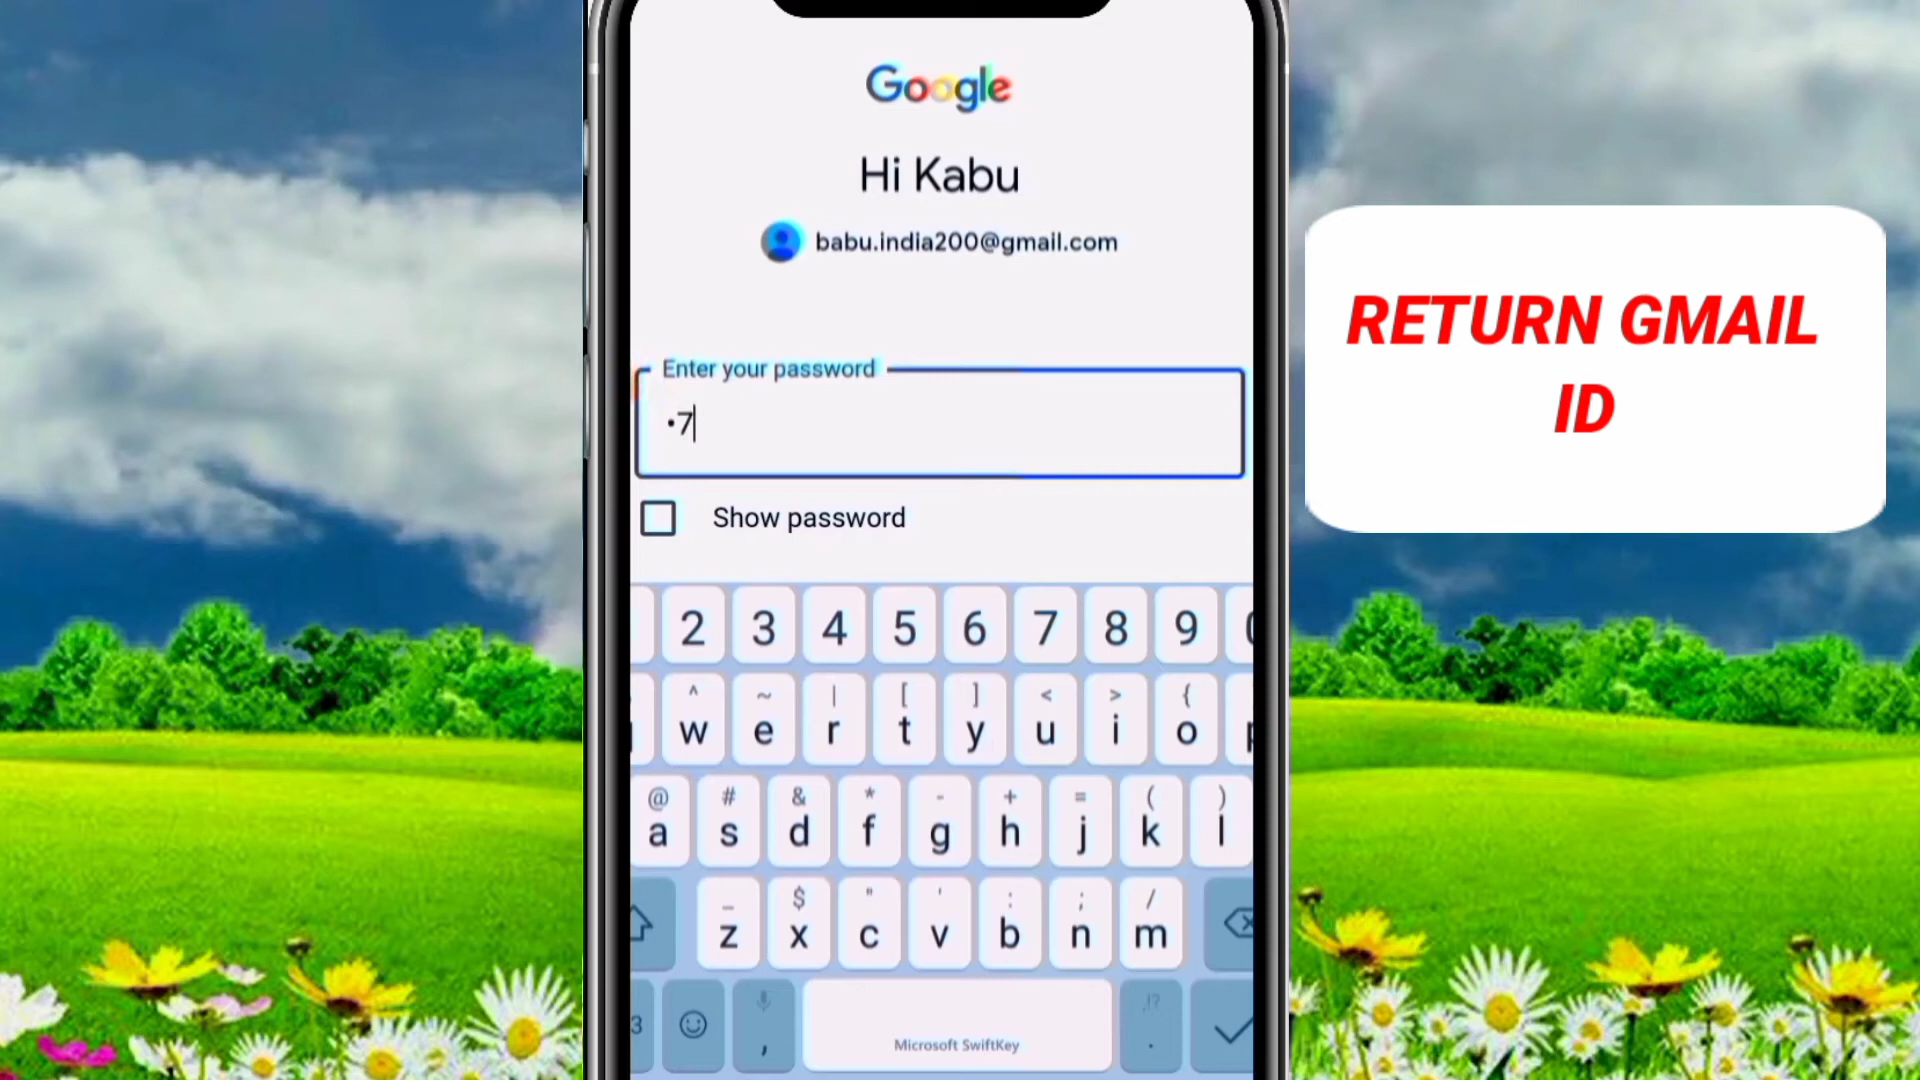 Google
Hi Kabu
babu.india200@gmail.com
Enter your password
•7
Show password
RETURN GMAIL
ID
2 3 4 5 6 7 8 9
^ ~ | [ ] < > {
w e r t y u i o
@ # & * - + = ( )
a s d f g h j k l
_ $ " ' : ; /
z x c v b n m
,!?
3 , Microsoft SwiftKey .